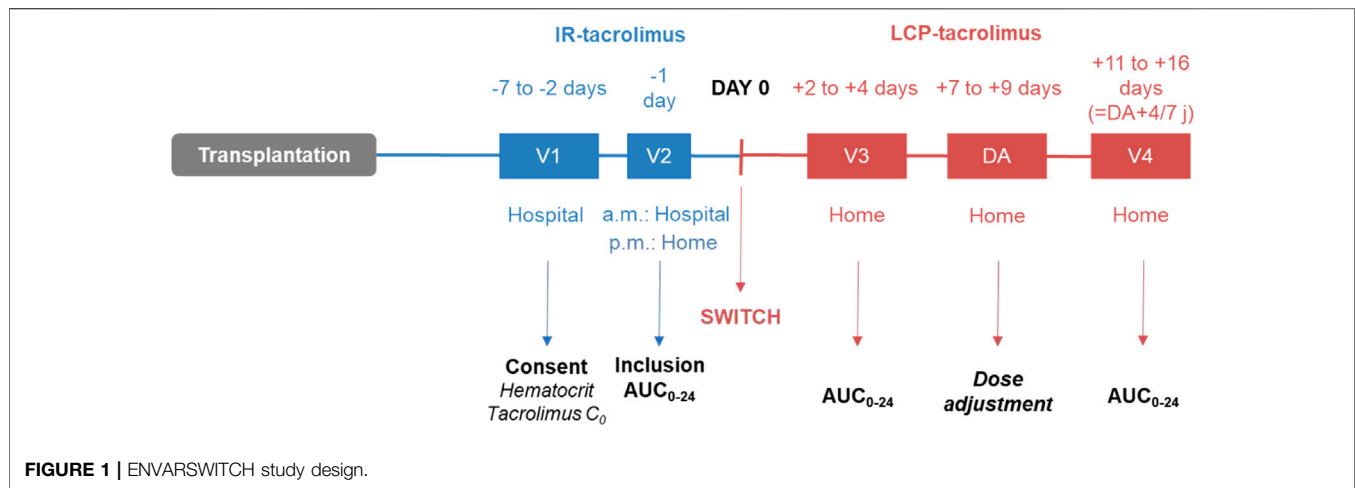 IR-tacrolimus
LCP-tacrolimus
-7 to -2 days
-1
day
DAY 0
+2 to +4 days
+7 to +9 days
+11 to +16
days
(=DA+4/7 j)
Transplantation
V1
V2
V3
DA
V4
Hospital
a.m.: Hospital
p.m.: Home
Home
Home
Home
SWITCH
Consent
Hematocrit
Tacrolimus C₀
Inclusion
AUC₀₋₂₄
AUC₀₋₂₄
Dose
adjustment
AUC₀₋₂₄
FIGURE 1 | ENVARSWITCH study design.